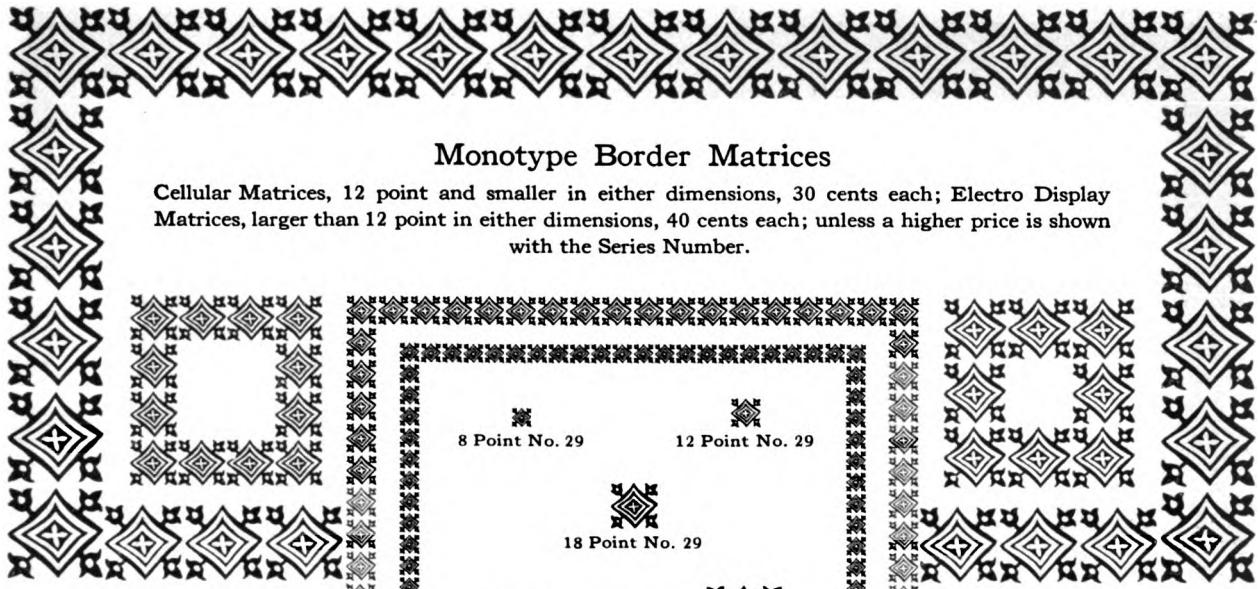 Monotype Border Matrices
Cellular Matrices, 12 point and smaller in either dimensions, 30 cents each; Electro Display
Matrices, larger than 12 point in either dimensions, 40 cents each; unless a higher price is shown
with the Series Number.
8 Point No. 29 12 Point No. 29
18 Point No. 29